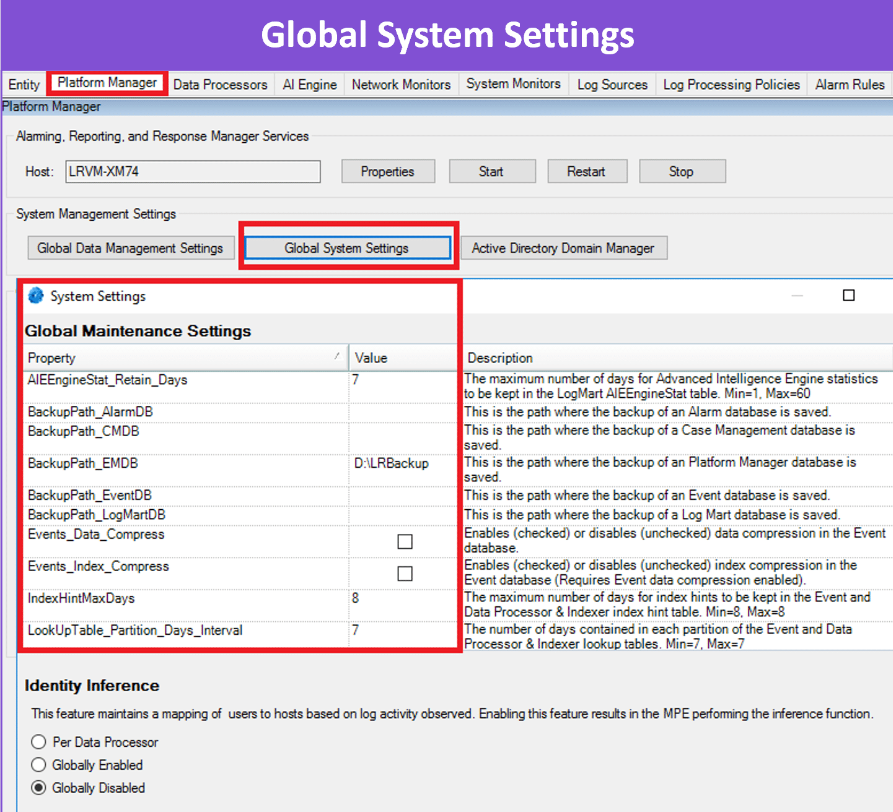 Global System Settings
Entity Platform Manager Data Processors AI Engine Network Monitors System Monitors Log Sources Log Processing Policies Alarm Rules
Platform Manager
Alarming, Reporting, and Response Manager Services
Host: LRVM-XM74 Properties Start Restart Stop
System Management Settings
Global Data Management Settings Global System Settings Active Directory Domain Manager
System Settings
Global Maintenance Settings
Property Value Description
AIEEngineStat_Retain_Days 7 The maximum number of days for Advanced Intelligence Engine statistics
to be kept in the LogMart AIEEngineStat table. Min=1, Max=60
BackupPath_AlarmDB This is the path where the backup of an Alarm database is saved.
BackupPath_CMDB This is the path where the backup of a Case Management database is
saved.
BackupPath_EMDB D:\LRBackup This is the path where the backup of an Platform Manager database is
saved.
BackupPath_EventDB This is the path where the backup of an Event database is saved.
BackupPath_LogMartDB This is the path where the backup of a Log Mart database is saved.
Events_Data_Compress Enables (checked) or disables (unchecked) data compression in the Event
database.
Events_Index_Compress Enables (checked) or disables (unchecked) index compression in the
Event database (Requires Event data compression enabled).
IndexHintMaxDays 8 The maximum number of days for index hints to be kept in the Event and
Data Processor & Indexer index hint table. Min=8, Max=8
LookUpTable_Partition_Days_Interval 7 The number of days contained in each partition of the Event and Data
Processor & Indexer lookup tables. Min=7, Max=7
Identity Inference
This feature maintains a mapping of users to hosts based on log activity observed. Enabling this feature results in the MPE performing the inference function.
Per Data Processor
Globally Enabled
Globally Disabled